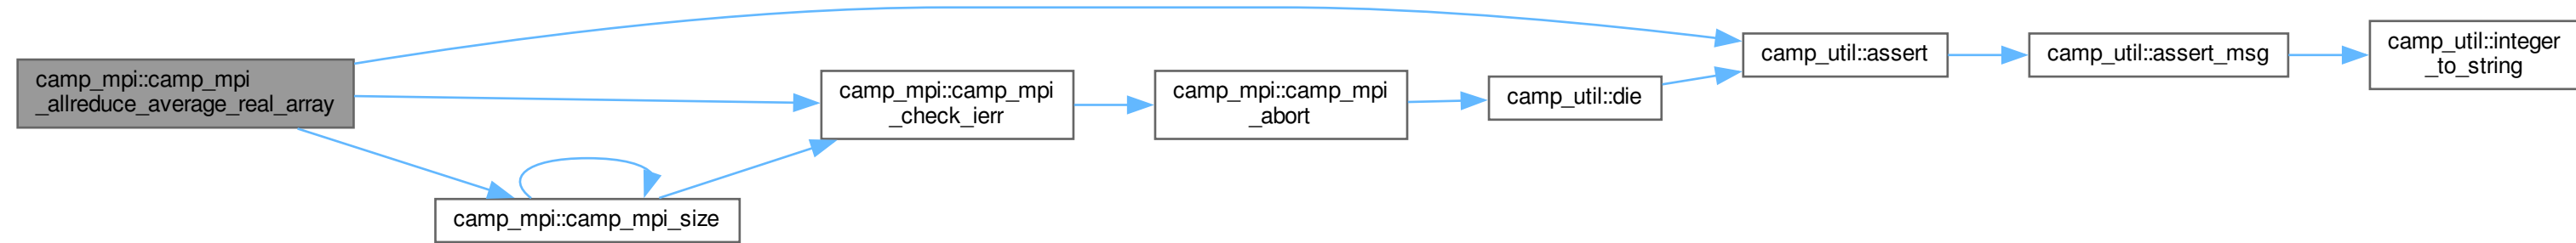 camp_mpi::camp_mpi
_allreduce_average_real_array
camp_mpi::camp_mpi
_check_ierr
camp_mpi::camp_mpi
_abort
camp_util::die
camp_util::assert
camp_util::assert_msg
camp_util::integer
_to_string
camp_mpi::camp_mpi_size